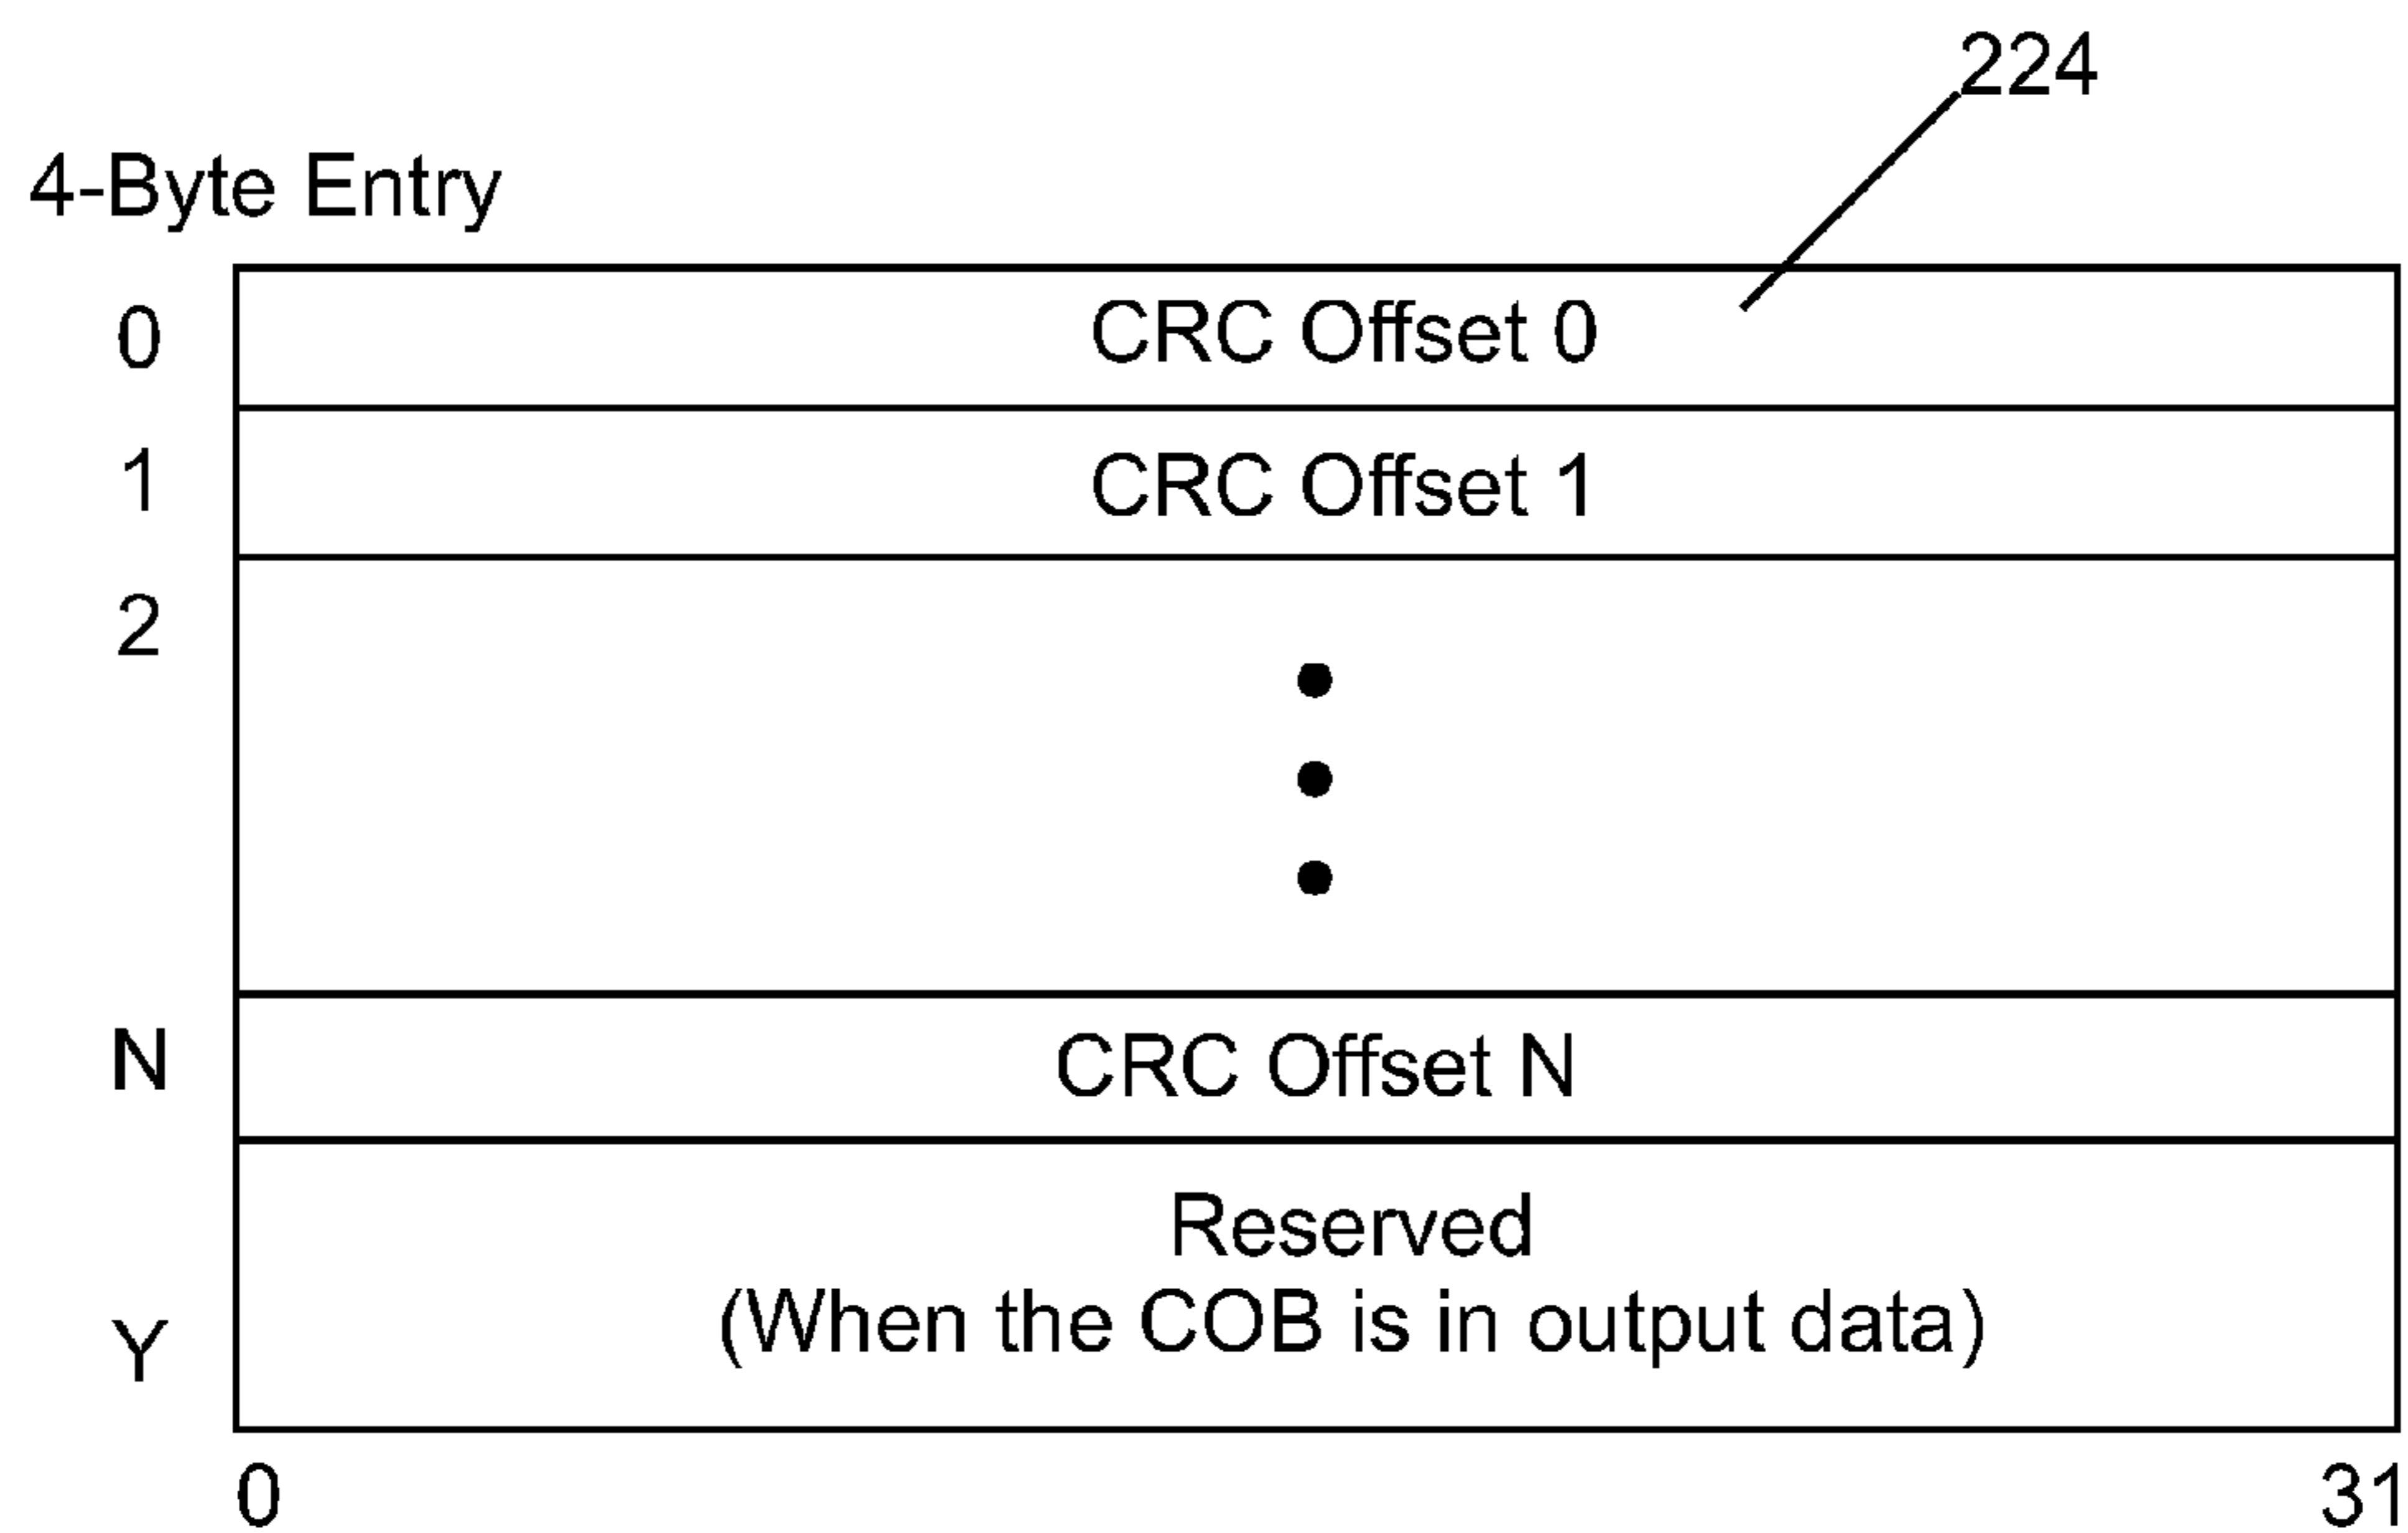 224
4-Byte Entry
0 CRC Offset 0
1 CRC Offset 1
2
N CRC Offset N
Reserved
Y (When the COB is in output data)
0 31